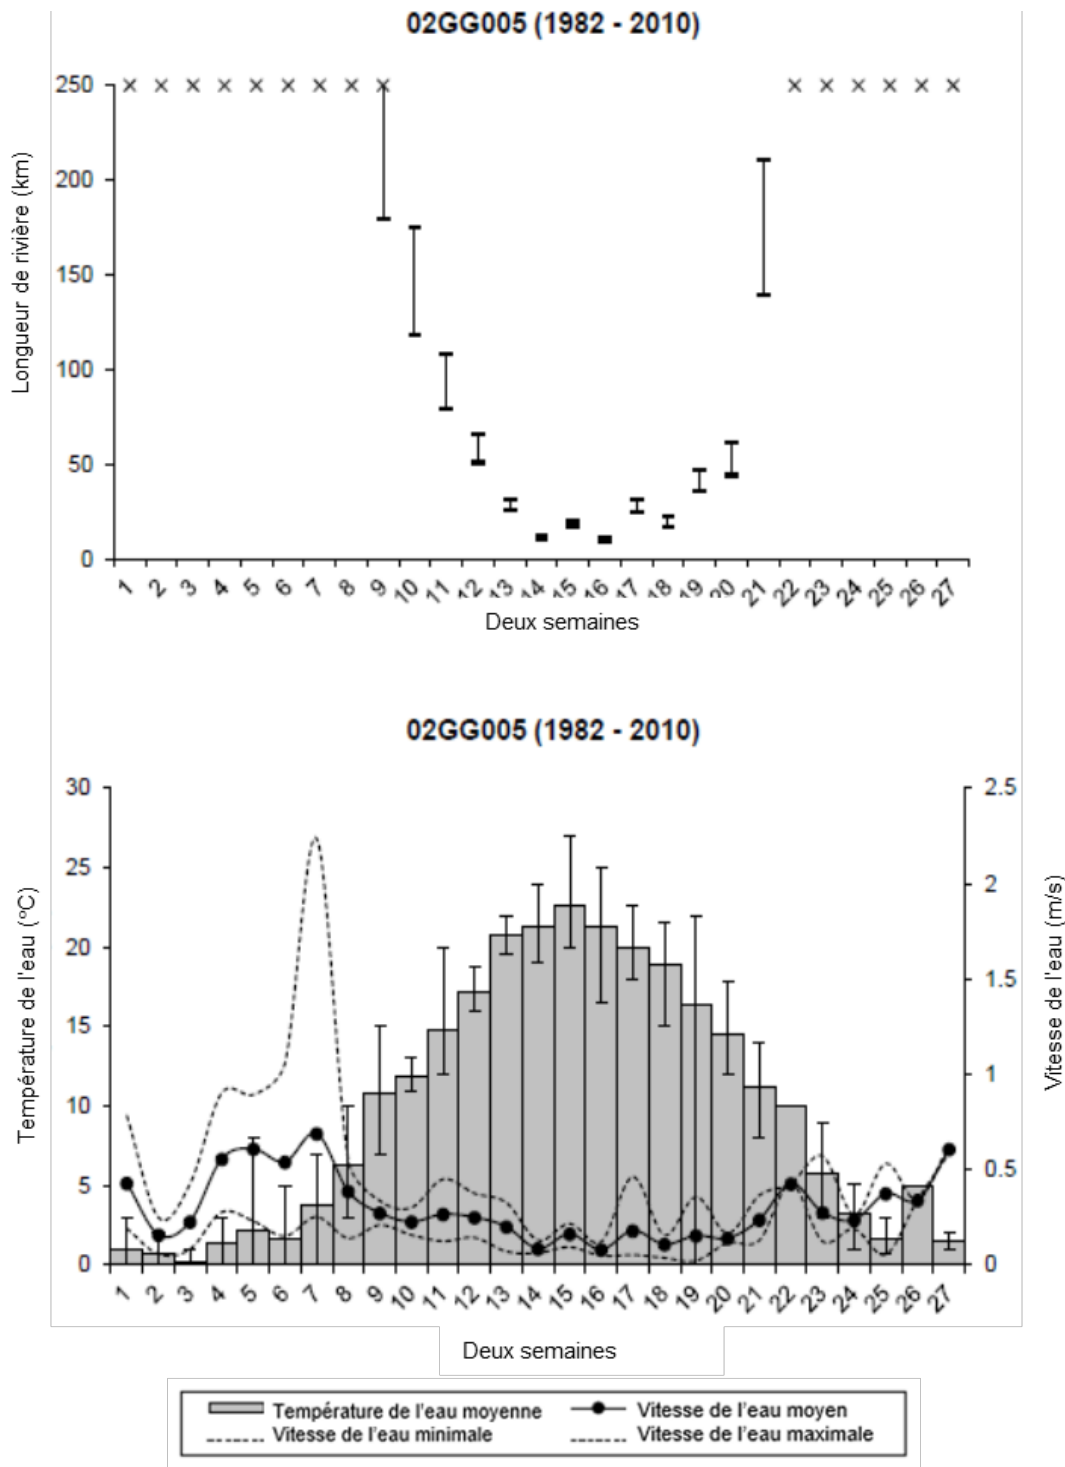 02GG005 (1982 - 2010)
Longueur de rivière (km)
250
200
150
100
50
0
1 2 3 4 5 6 7 8 9 10 11 12 13 14 15 16 17 18 19 20 21 22 23 24 25 26 27
Deux semaines
02GG005 (1982 - 2010)
Température de l'eau (°C)
30
25
20
15
10
5
0
Vitesse de l'eau (m/s)
2.5
2
1.5
1
0.5
0
1 2 3 4 5 6 7 8 9 10 11 12 13 14 15 16 17 18 19 20 21 22 23 24 25 26 27
Deux semaines
Température de l'eau moyenne
Vitesse de l'eau moyen
Vitesse de l'eau minimale
Vitesse de l'eau maximale